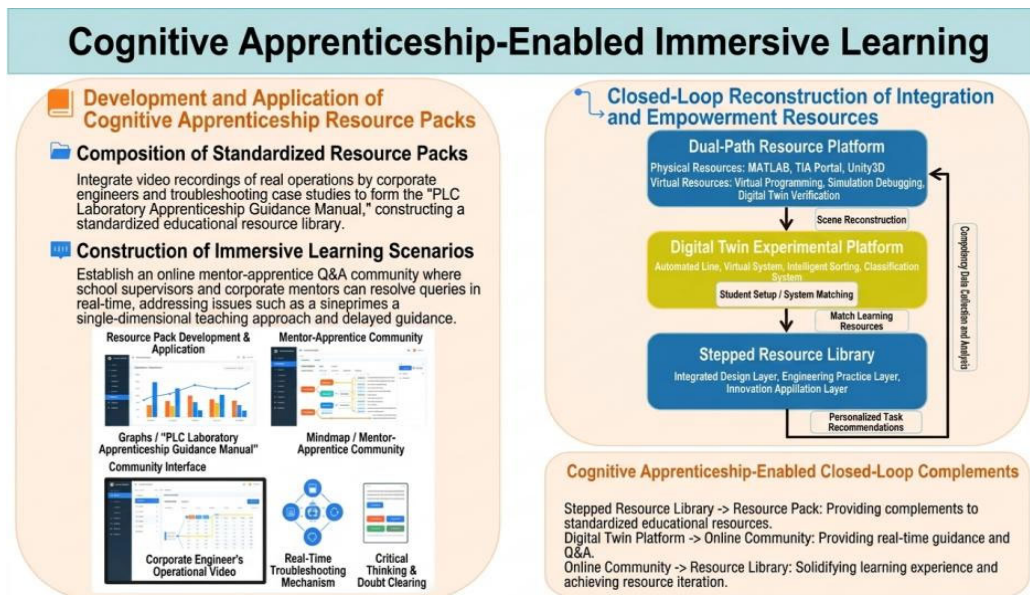 Cognitive Apprenticeship-Enabled Immersive Learning
Development and Application of
Cognitive Apprenticeship Resource Packs
Composition of Standardized Resource Packs
Integrate video recordings of real operations by corporate
engineers and troubleshooting case studies to form the "PLC
Laboratory Apprenticeship Guidance Manual," constructing a
standardized educational resource library.
Construction of Immersive Learning Scenarios
Establish an online mentor-apprentice Q&A community where
school supervisors and corporate mentors can resolve queries in
real-time, addressing issues such as a sineprimes a
single-dimensional teaching approach and delayed guidance.
Resource Pack Development &
Application
Mentor-Apprentice Community
Graphs / "PLC Laboratory
Apprenticeship Guidance Manual"
Mindmap / Mentor-
Apprentice Community
Community Interface
Corporate Engineer's
Operational Video
Real-Time
Troubleshooting
Mechanism
Critical
Thinking &
Doubt Clearing
Closed-Loop Reconstruction of Integration
and Empowerment Resources
Dual-Path Resource Platform
Physical Resources: MATLAB, TIA Portal, Unity3D
Virtual Resources: Virtual Programming, Simulation Debugging,
Digital Twin Verification
Scene Reconstruction
Digital Twin Experimental Platform
Automated Line, Virtual System, Intelligent Sorting, Classification
System
Student Setup / System Matching
Match Learning
Resources
Stepped Resource Library
Integrated Design Layer, Engineering Practice Layer,
Innovation Appillation Layer
Personalized Task
Recommendations
Compotency Data Collection and Analysis
Cognitive Apprenticeship-Enabled Closed-Loop Complements
Stepped Resource Library -> Resource Pack: Providing complements to
standardized educational resources.
Digital Twin Platform -> Online Community: Providing real-time guidance and
Q&A.
Online Community -> Resource Library: Solidifying learning experience and
achieving resource iteration.